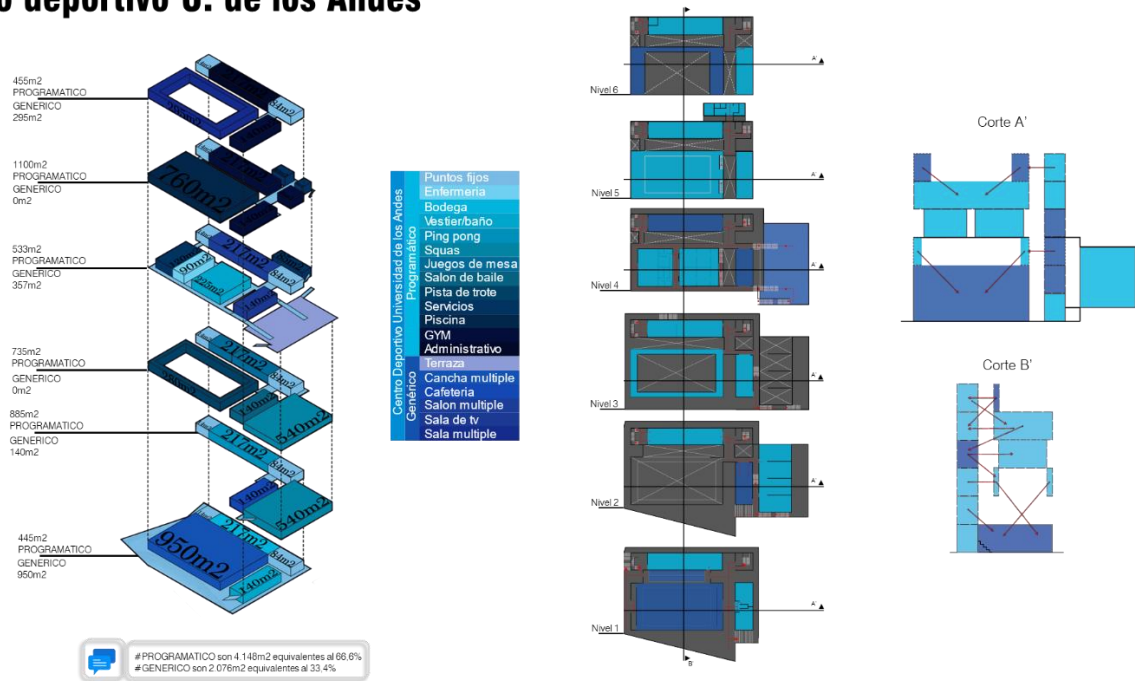 o deportivo U. de los Andes
455m2
PROGRAMATICO
GENERICO
295m2
1100m2
PROGRAMATICO
GENERICO
0m2
533m2
PROGRAMATICO
GENERICO
357m2
735m2
PROGRAMATICO
GENERICO
0m2
885m2
PROGRAMATICO
GENERICO
140m2
445m2
PROGRAMATICO
GENERICO
950m2
84m2
140m2
760m2
217m2
90m2
84m2
140m2
217m2
84m2
140m2
540m2
217m2
84m2
140m2
540m2
217m2
950m2
84m2
140m2
Centro Deportivo Universidad de los Andes
Programático
Genérico
Puntos fijos
Enfermeria
Bodega
Vestier/baño
Ping pong
Squas
Juegos de mesa
Salon de baile
Pista de trote
Servicios
Piscina
GYM
Administrativo
Terraza
Cancha multiple
Cafeteria
Salon multiple
Sala de tv
Sala multiple
#PROGRAMATICO son 4.148m2 equivalentes al 66,6%
#GENERICO son 2.076m2 equivalentes al 33,4%
Nivel 6
A'
Nivel 5
A'
Nivel 4
A'
Nivel 3
A'
Nivel 2
A'
Nivel 1
A'
B'
Corte A'
Corte B'